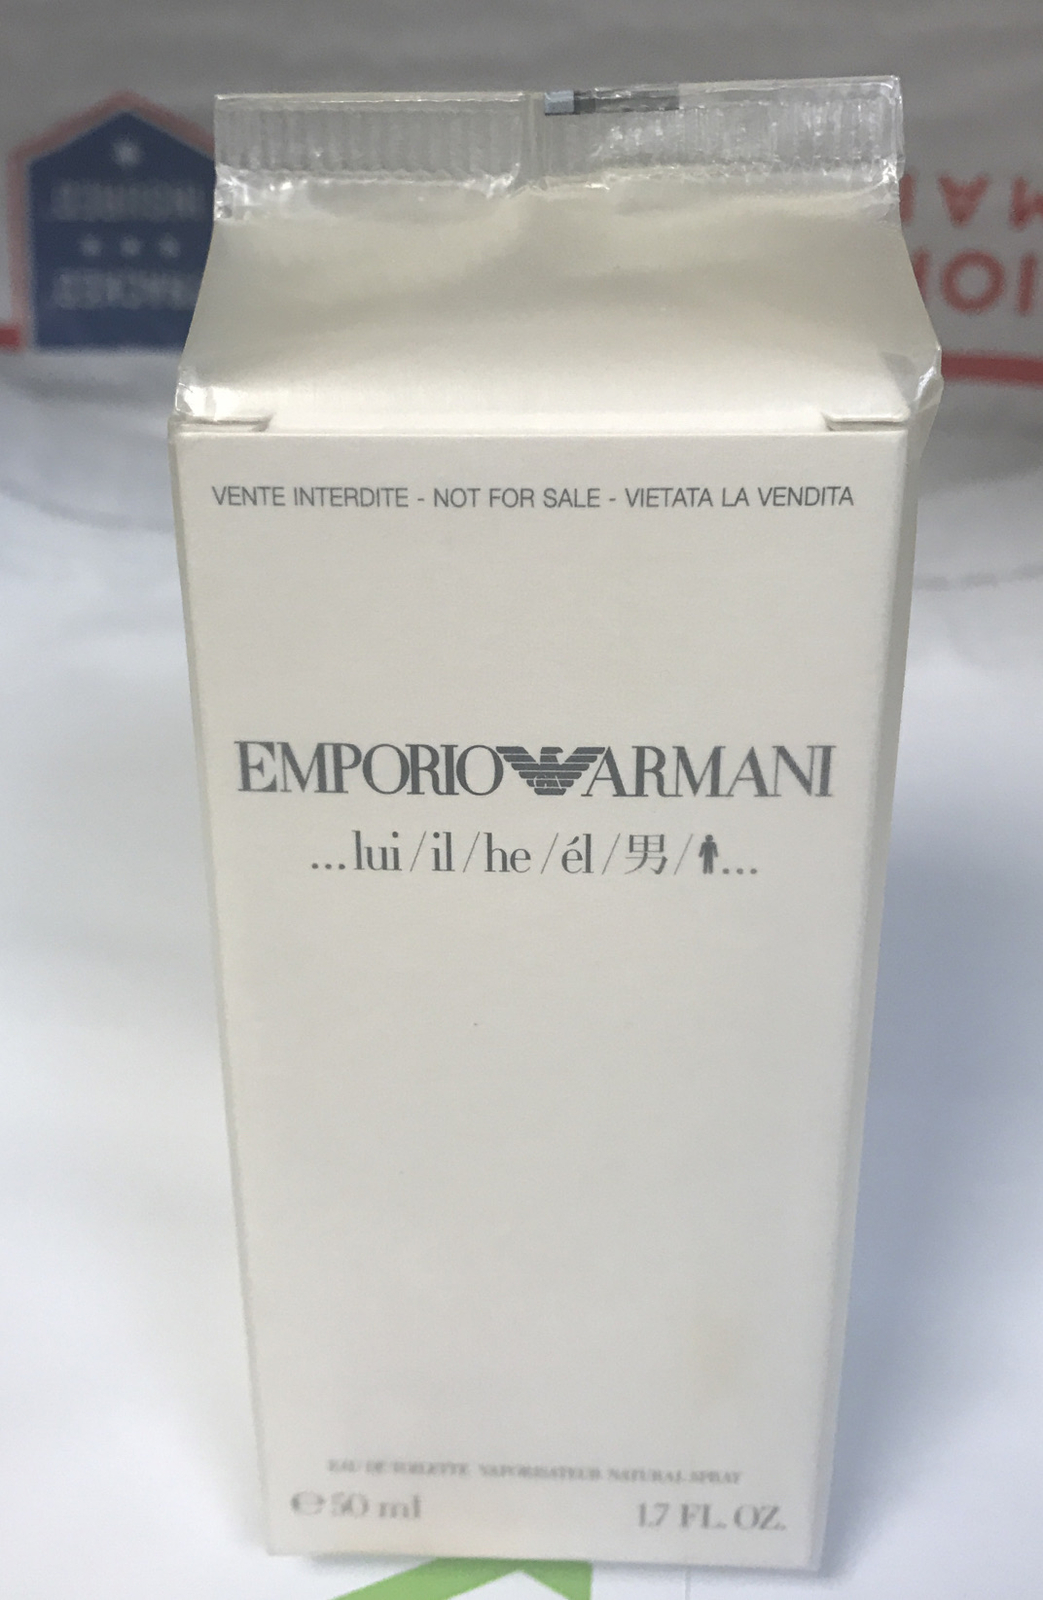 VENTE INTERDITE - NOT FOR SALE - VIETATA LA VENDITA
EMPORIO ARMANI
...lui/il/he/él/男/...
EAU DE TOILETTE VAPORISATEUR NATURAL SPRAY
℮ 50 ml 1.7 FL. OZ.